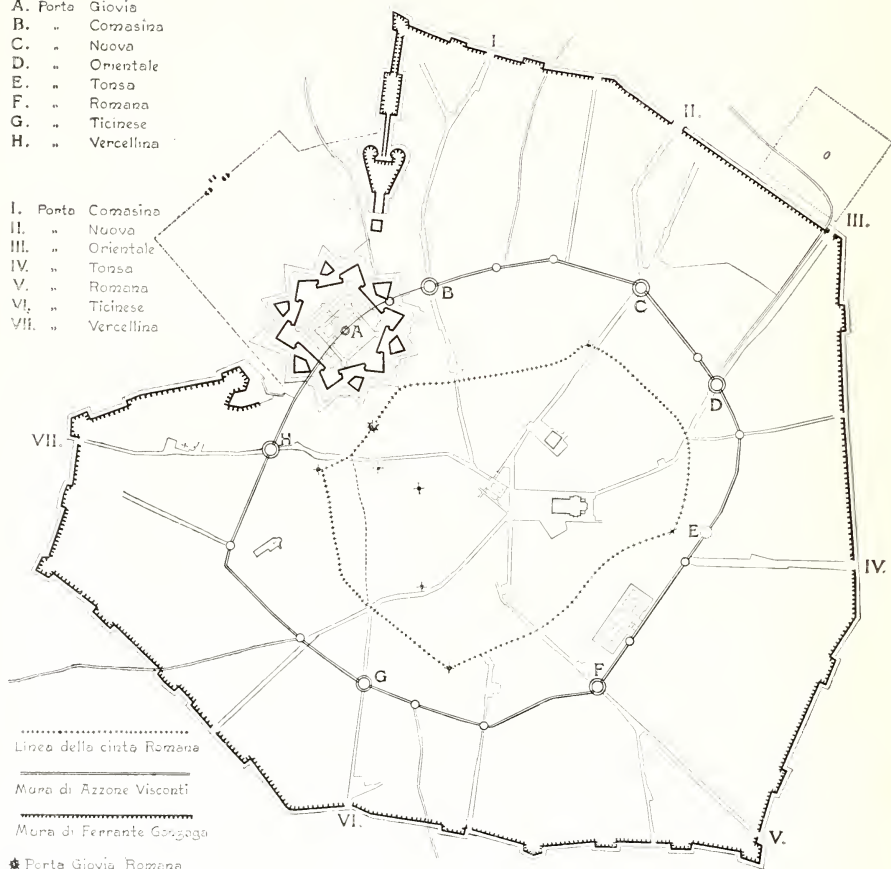 A. Porta Giovia
B. " Comasina
C. " Nuova
D. " Orientale
E. " Tonsa
F. " Romana
G. " Ticinese
H. " Vercellina
I. Porta Comasina
II. " Nuova
III. " Orientale
IV. " Tonsa
V. " Romana
VI. " Ticinese
VII. " Vercellina
I.
II.
III.
B
C
A
D
VII.
H
E
IV.
F
G
VI.
V.
Linea della cinta Romana
Mura di Azzone Visconti
Mura di Ferrante Gonzaga
Porta Giovia Romana